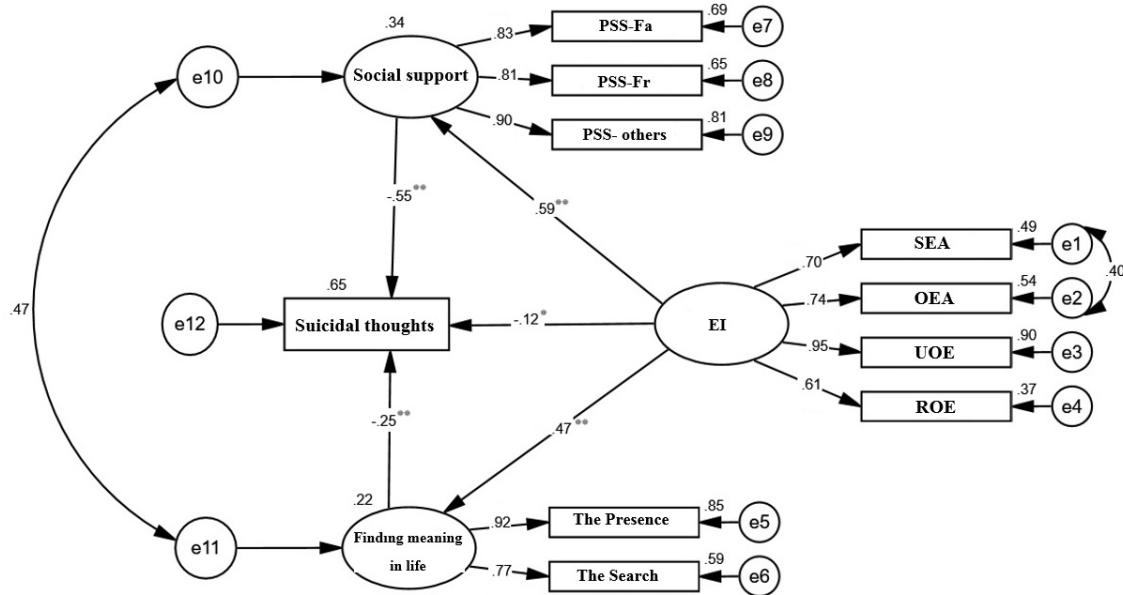 .34
.83
PSS-Fa
.69
e7
e10
Social support
.81
PSS-Fr
.65
e8
.90
PSS- others
.81
e9
-.55**
.59**
SEA
.49
e1
.70
.40
.74
OEA
.54
e2
.65
.47
e12
Suicidal thoughts
-.12*
EI
.95
UOE
.90
e3
.61
ROE
.37
e4
-.25**
.47**
.22
.92
The Presence
.85
e5
e11
Finding meaning
in life
.77
The Search
.59
e6